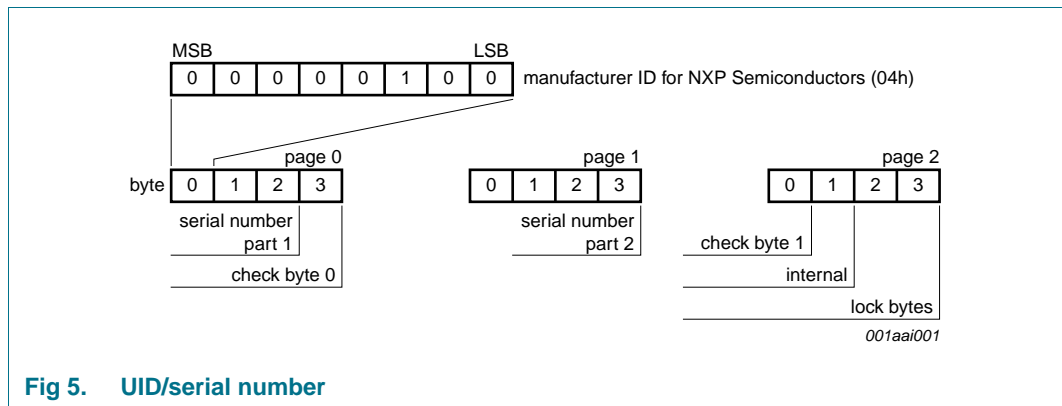 MSB LSB
0 0 0 0 0 1 0 0 manufacturer ID for NXP Semiconductors (04h)
page 0 page 1 page 2
byte 0 1 2 3 0 1 2 3 0 1 2 3
serial number
part 1
check byte 0
serial number
part 2
check byte 1
internal
lock bytes
001aai001
Fig 5. UID/serial number